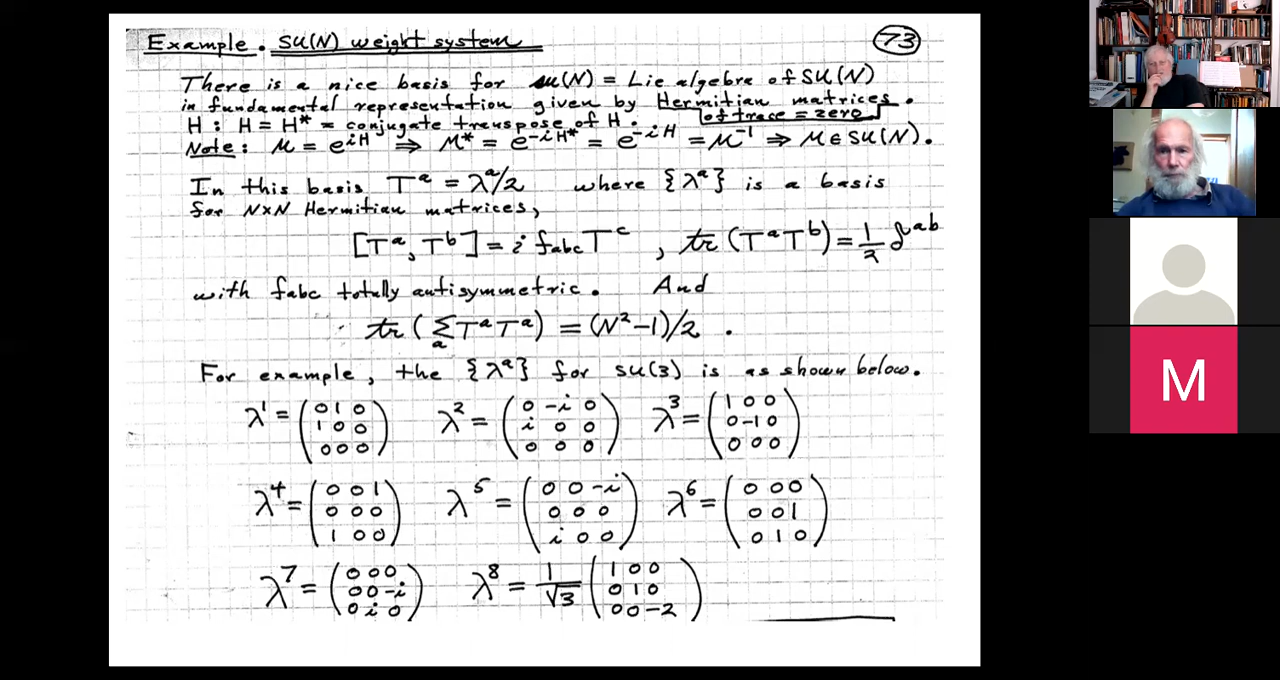 Example. SU(N) weight system
73
There is a nice basis for su(N) = Lie algebra of SU(N)
in fundamental representation given by Hermitian matrices.
H : H = H* = conjugate transpose of H. of trace = zero
Note: M = e^{iH} ⇒ M* = e^{-iH*} = e^{-iH} = M^{-1} ⇒ M ∈ SU(N).
In this basis T^a = λ^a/2 where {λ^a} is a basis
for N×N Hermitian matrices,
[T^a, T^b] = i f_{abc} T^c , tr(T^a T^b) = 1/2 δ^{ab}
with fabc totally antisymmetric. And
tr(Σ_a T^a T^a) = (N²-1)/2 .
For example, the {λ^a} for su(3) is as shown below.
λ^1 = (0 1 0 / 1 0 0 / 0 0 0) λ^2 = (0 -i 0 / i 0 0 / 0 0 0) λ^3 = (1 0 0 / 0 -1 0 / 0 0 0)
λ^4 = (0 0 1 / 0 0 0 / 1 0 0) λ^5 = (0 0 -i / 0 0 0 / i 0 0) λ^6 = (0 0 0 / 0 0 1 / 0 1 0)
λ^7 = (0 0 0 / 0 0 -i / 0 i 0) λ^8 = 1/√3 (1 0 0 / 0 1 0 / 0 0 -2)
M